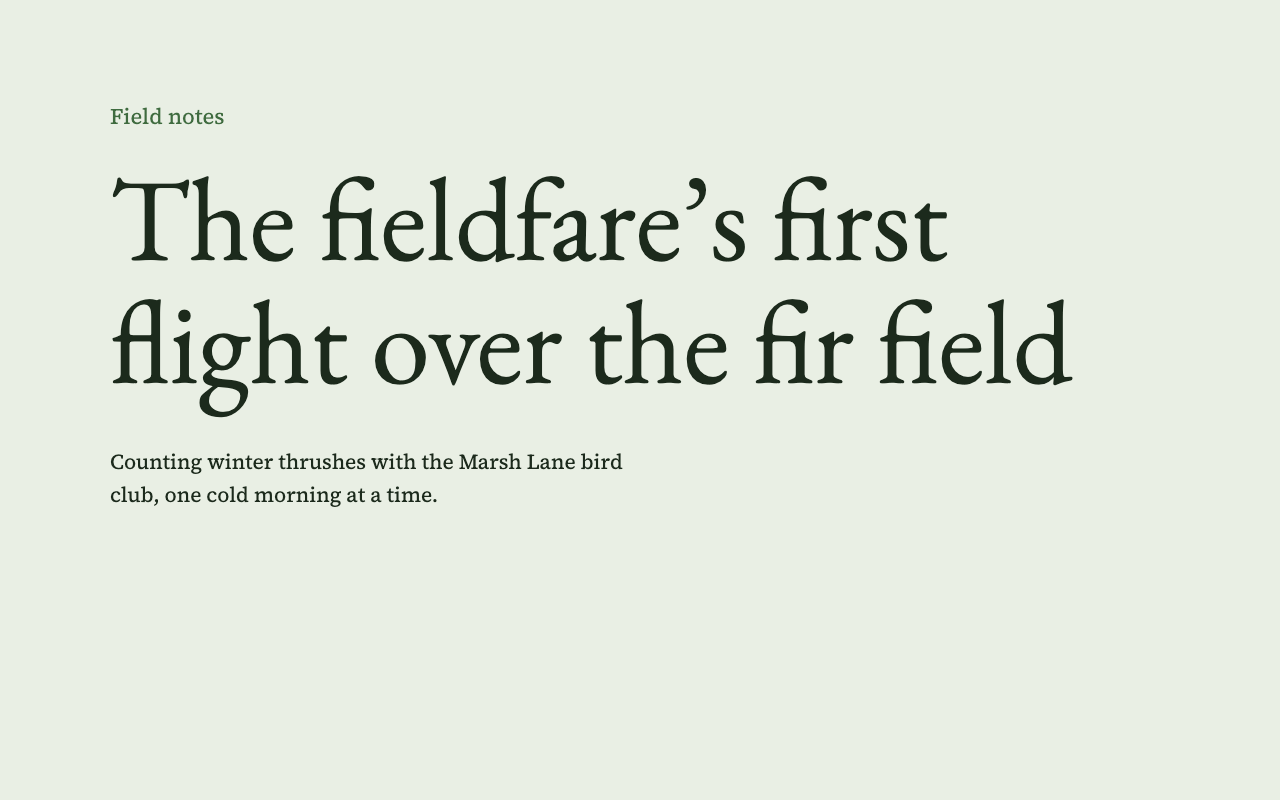 Field notes
The fieldfare’s first
flight over the fir field
Counting winter thrushes with the Marsh Lane bird
club, one cold morning at a time.